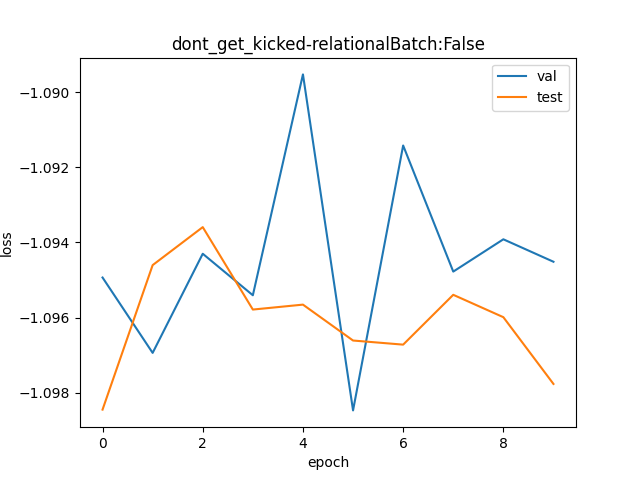 dont_get_kicked-relationalBatch:False
val
test
−1.090
−1.092
−1.094
−1.096
−1.098
loss
0
2
4
6
8
epoch